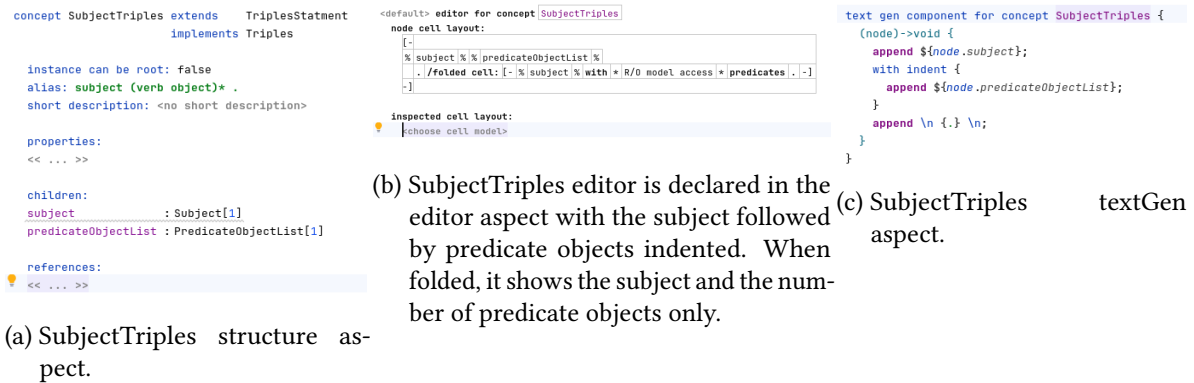 concept SubjectTriples extends TriplesStatment
implements Triples
instance can be root: false
alias: subject (verb object)* .
short description: <no short description>
properties:
<< ... >>
children:
subject : Subject[1]
predicateObjectList : PredicateObjectList[1]
references:
<< ... >>
(a) SubjectTriples structure as-
pect.
<default> editor for concept SubjectTriples
node cell layout:
[-
% subject % % predicateObjectList %
. /folded cell: [- % subject % with * R/O model access * predicates . -]
-]
inspected cell layout:
<choose cell model>
(b) SubjectTriples editor is declared in the
editor aspect with the subject followed
by predicate objects indented. When
folded, it shows the subject and the num-
ber of predicate objects only.
text gen component for concept SubjectTriples {
(node)->void {
append ${node.subject};
with indent {
append ${node.predicateObjectList};
}
append \n {.} \n;
}
}
(c) SubjectTriples textGen
aspect.